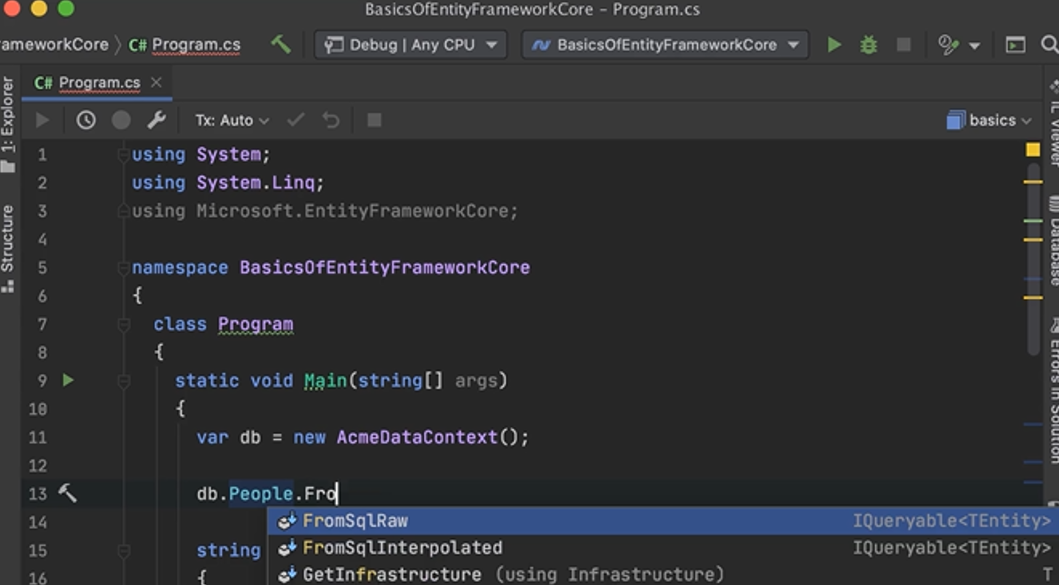 BasicsOfEntityFrameworkCore – Program.cs
rameworkCore 〉 C# Program.cs Debug | Any CPU BasicsOfEntityFrameworkCore
C# Program.cs ×
1: Explorer
Structure
Tx: Auto basics
1 using System;
2 using System.Linq;
3 using Microsoft.EntityFrameworkCore;
4
5 namespace BasicsOfEntityFrameworkCore
6 {
7 class Program
8 {
9 static void Main(string[] args)
10 {
11 var db = new AcmeDataContext();
12
13 db.People.Fro
14 FromSqlRaw IQueryable<TEntity>
15 string FromSqlInterpolated IQueryable<TEntity>
16 { GetInfrastructure (using Infrastructure) T
IL Viewer
Database
Errors In Solution